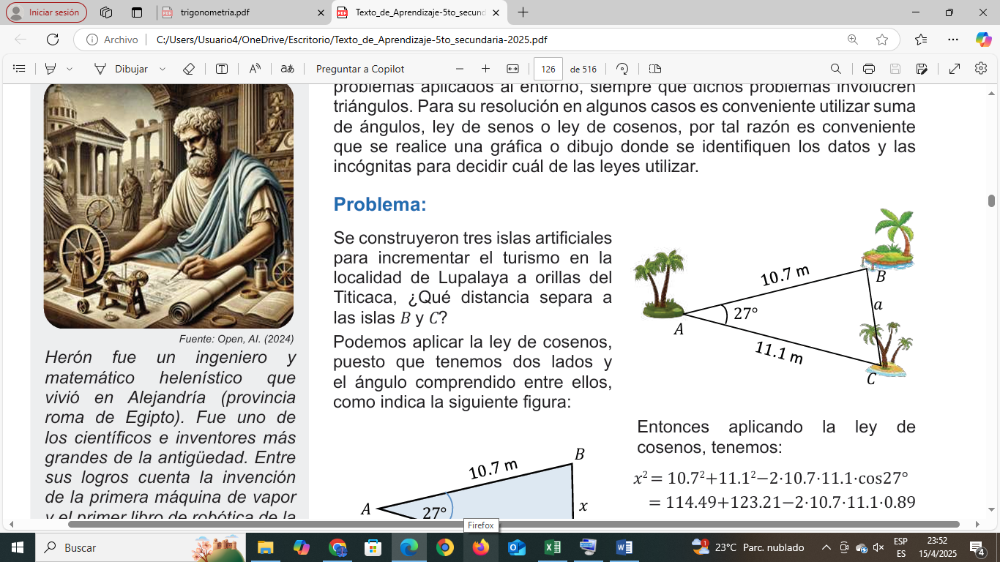 Iniciar sesión
trigonometria.pdf
Texto_de_Aprendizaje-5to_secund
Archivo
C:/Users/Usuario4/OneDrive/Escritorio/Texto_de_Aprendizaje-5to_secundaria-2025.pdf
Dibujar
Preguntar a Copilot
126
de 516
problemas aplicados al entorno, siempre que dichos problemas involucren
triángulos. Para su resolución en algunos casos es conveniente utilizar suma
de ángulos, ley de senos o ley de cosenos, por tal razón es conveniente
que se realice una gráfica o dibujo donde se identifiquen los datos y las
incógnitas para decidir cuál de las leyes utilizar.
Fuente: Open, AI. (2024)
Herón fue un ingeniero y
matemático helenístico que
vivió en Alejandría (provincia
roma de Egipto). Fue uno de
los científicos e inventores más
grandes de la antigüedad. Entre
sus logros cuenta la invención
de la primera máquina de vapor
y el primer libro de robótica de la
Problema:
Se construyeron tres islas artificiales
para incrementar el turismo en la
localidad de Lupalaya a orillas del
Titicaca, ¿Qué distancia separa a
las islas B y C?
Podemos aplicar la ley de cosenos,
puesto que tenemos dos lados y
el ángulo comprendido entre ellos,
como indica la siguiente figura:
10.7 m
B
A
27°
x
10.7 m
B
A
27°
a
11.1 m
C
Entonces aplicando la ley de
cosenos, tenemos:
x² = 10.7²+11.1²−2·10.7·11.1·cos27°
= 114.49+123.21−2·10.7·11.1·0.89
Firefox
Buscar
1
23°C Parc. nublado
ESP
ES
23:52
15/4/2025
4